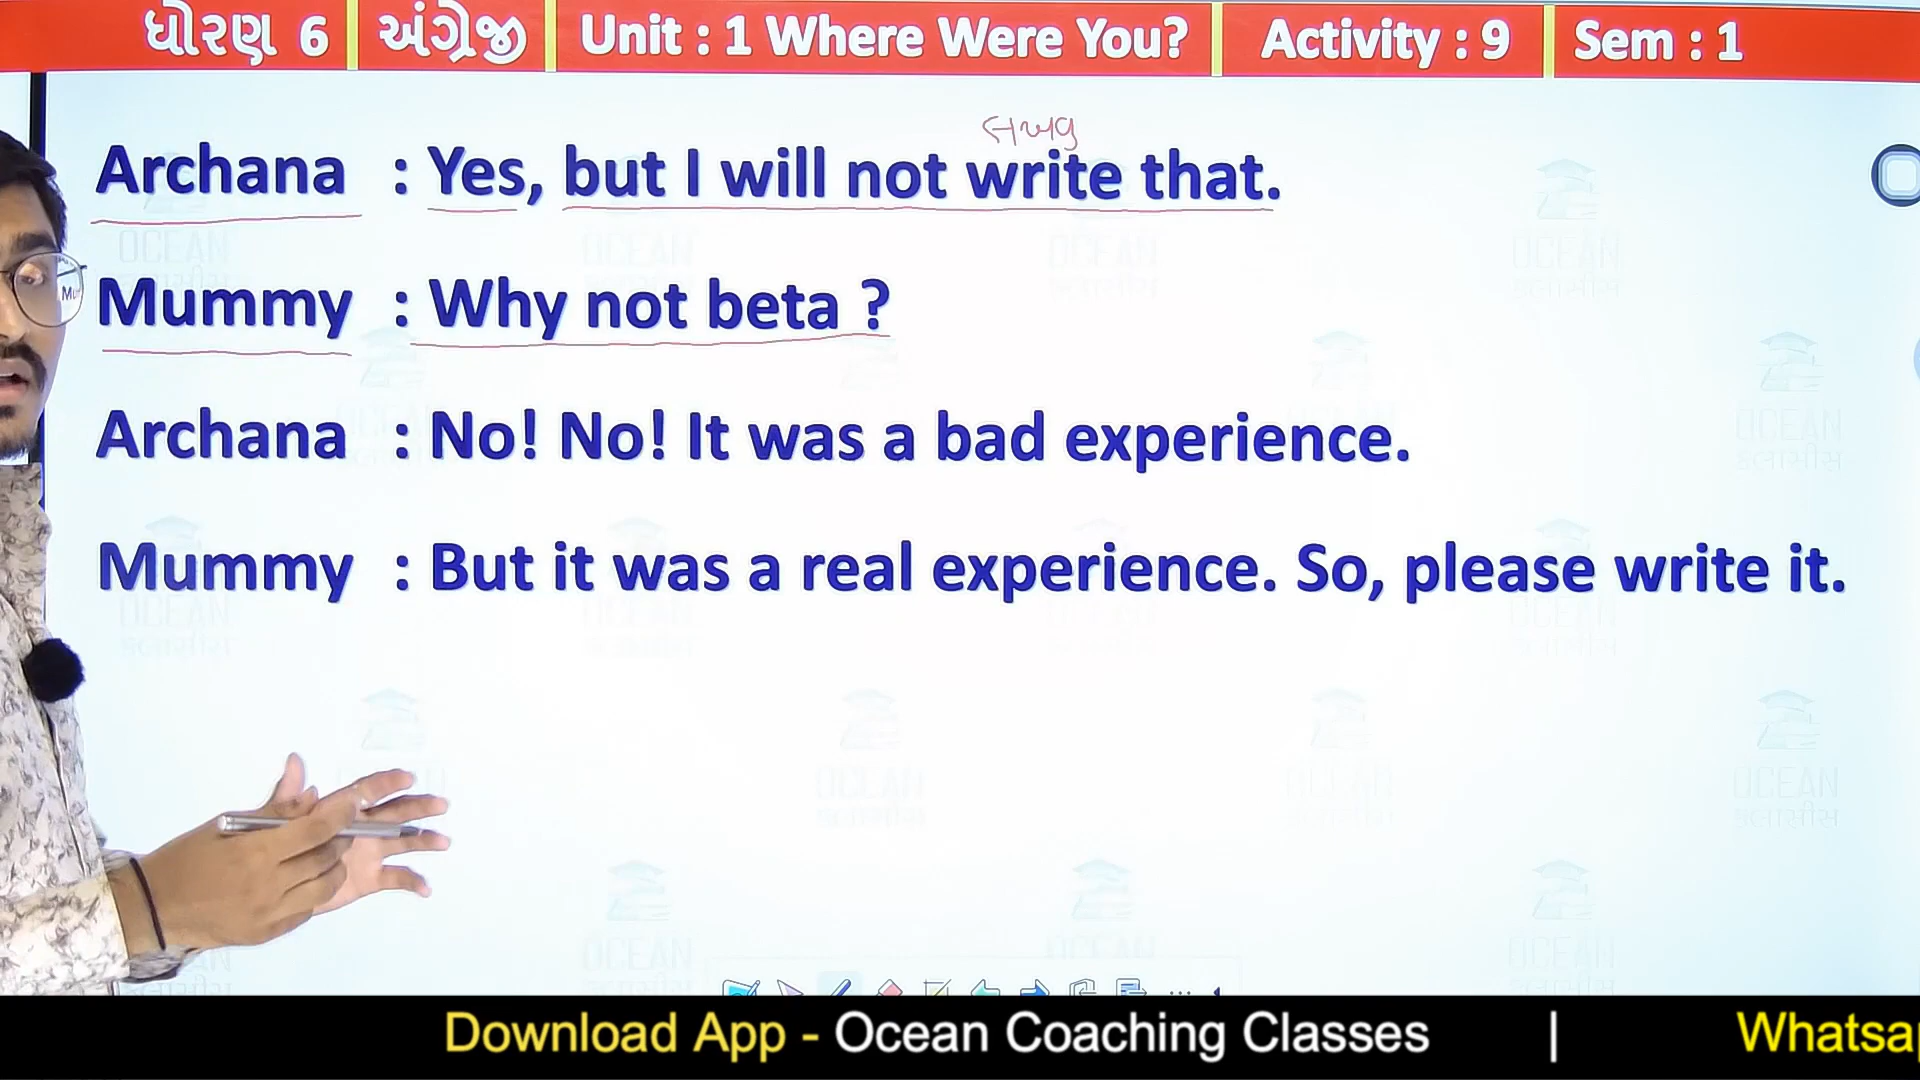 ધોરણ 6 અંગ્રેજી Unit : 1 Where Were You? Activity : 9 Sem : 1
લખવુ
Archana : Yes, but I will not write that.
Mummy : Why not beta ?
Archana : No! No! It was a bad experience.
Mummy : But it was a real experience. So, please write it.
Download App - Ocean Coaching Classes | Whatsap